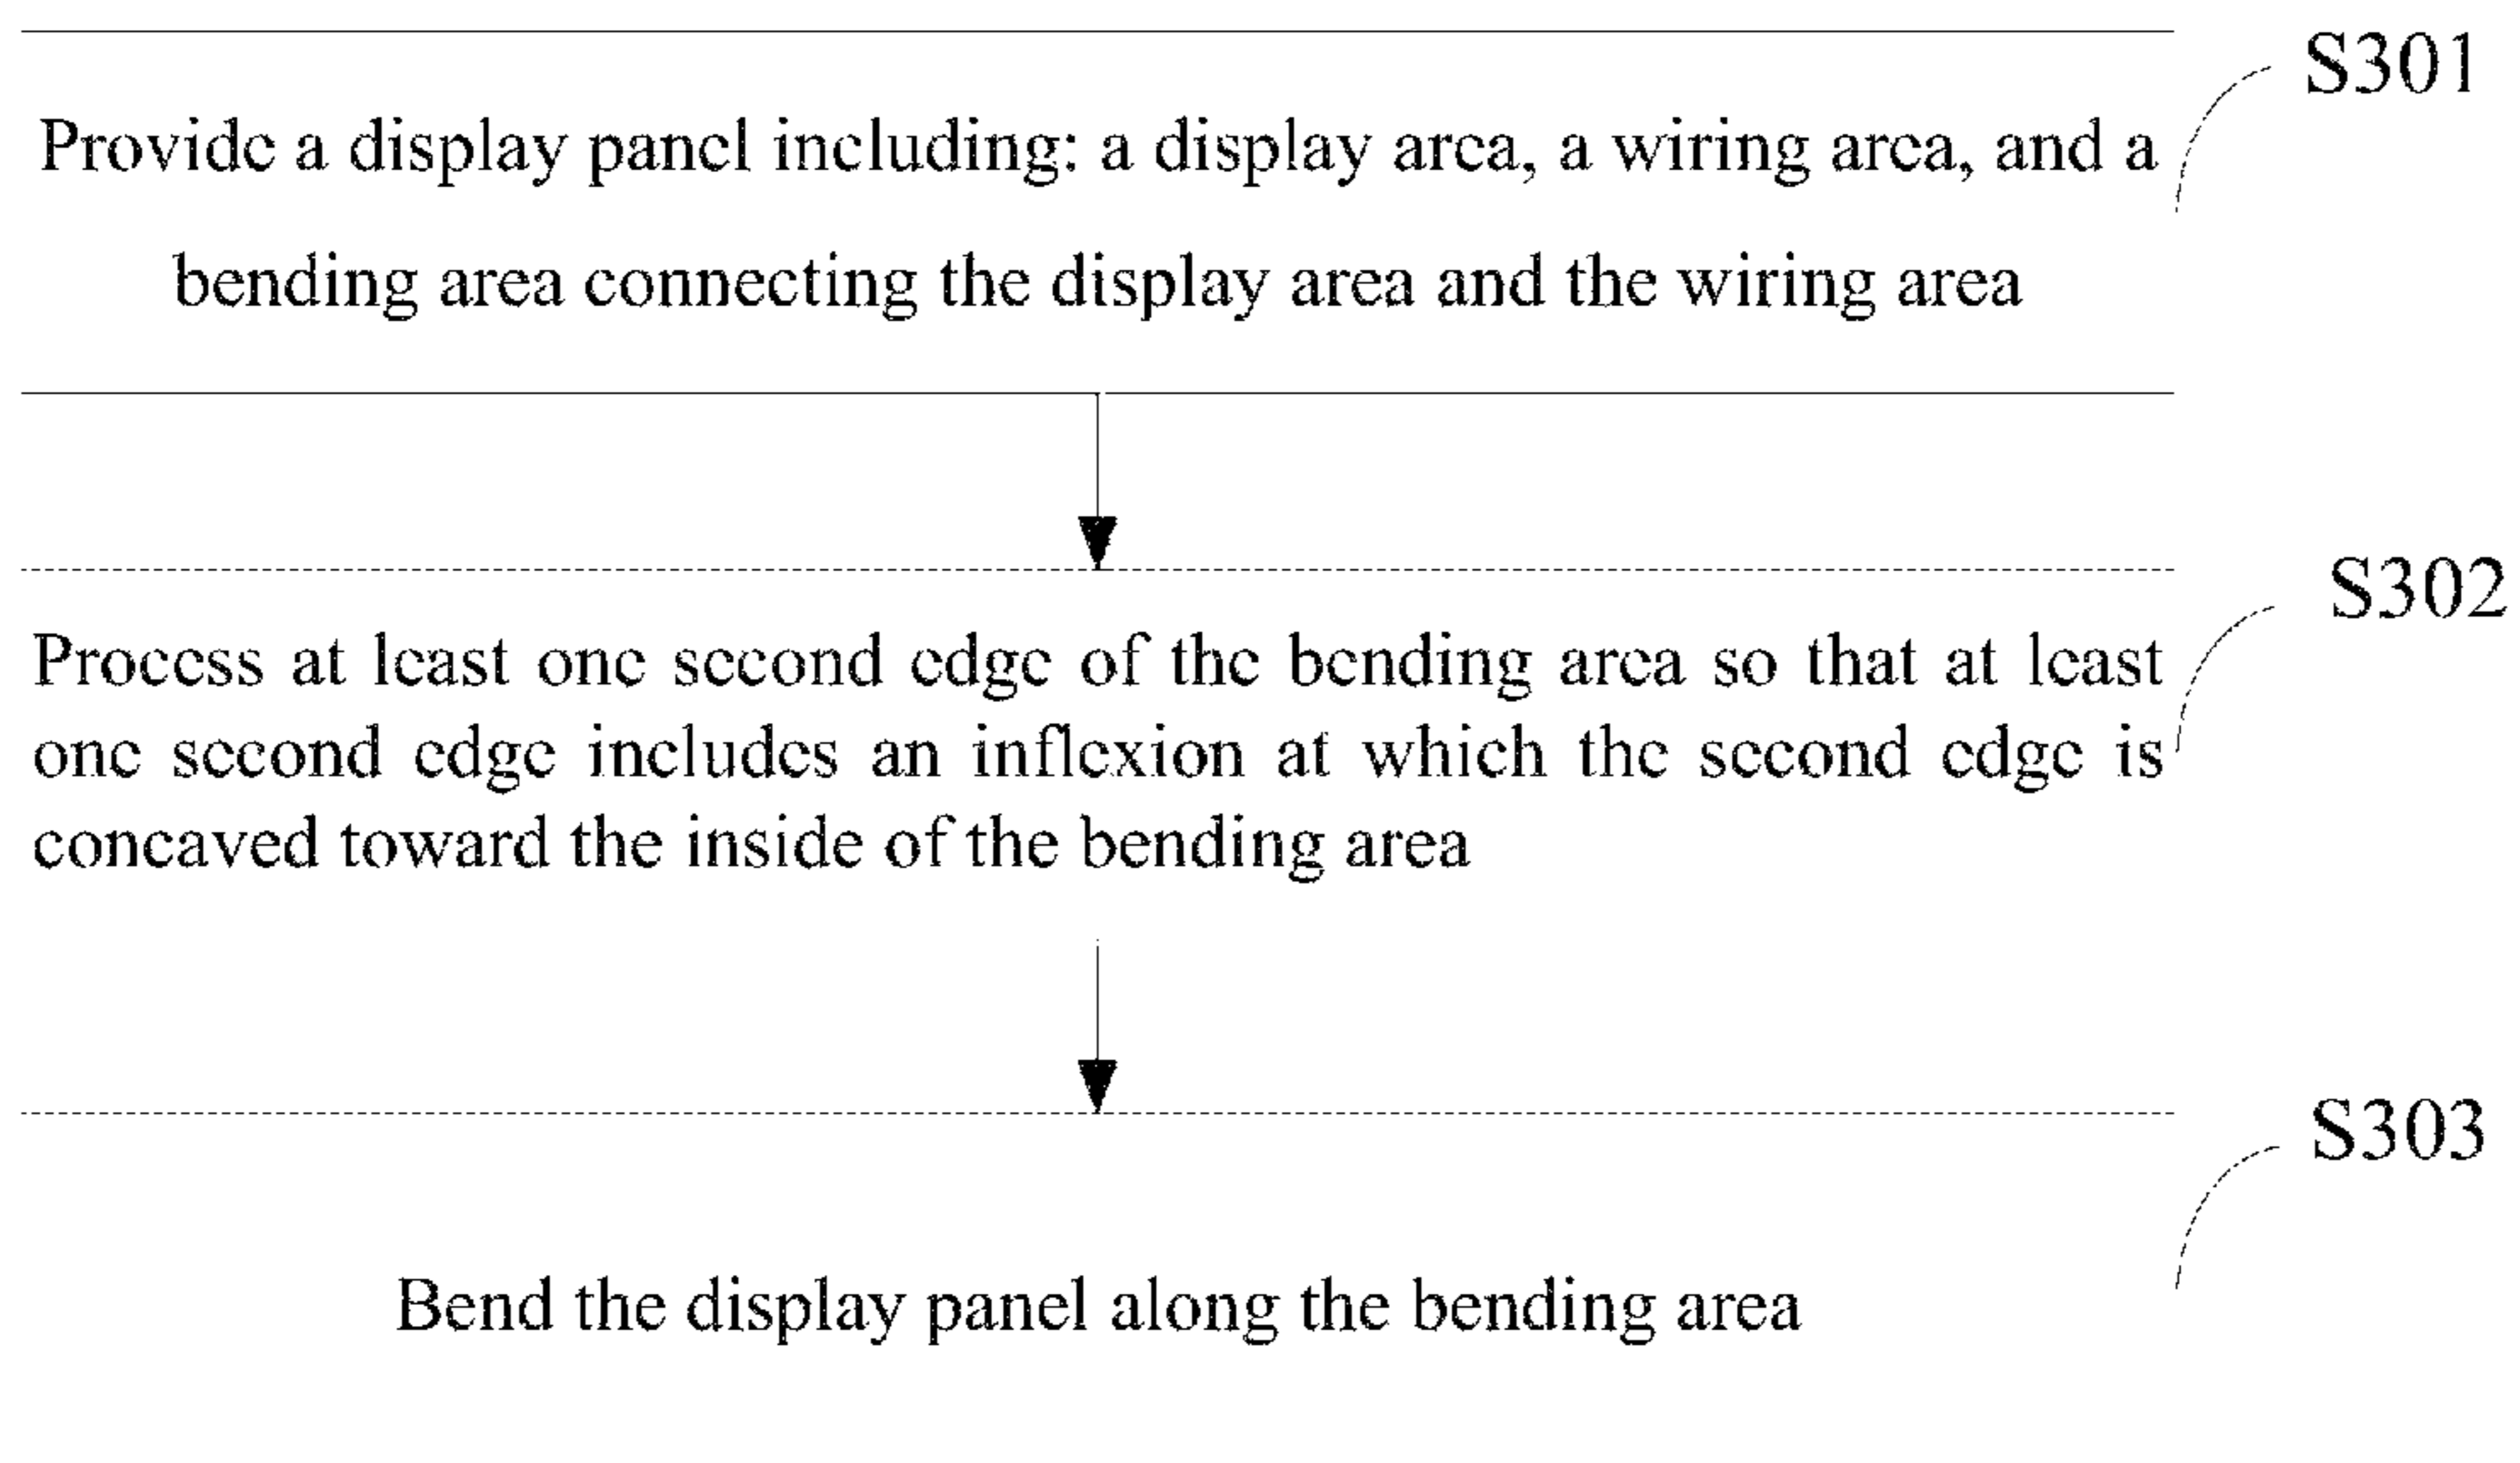 S301
Provide a display panel including: a display area, a wiring area, and a
bending area connecting the display area and the wiring area
S302
Process at least one second edge of the bending area so that at least
one second edge includes an inflexion at which the second edge is
concaved toward the inside of the bending area
S303
Bend the display panel along the bending area